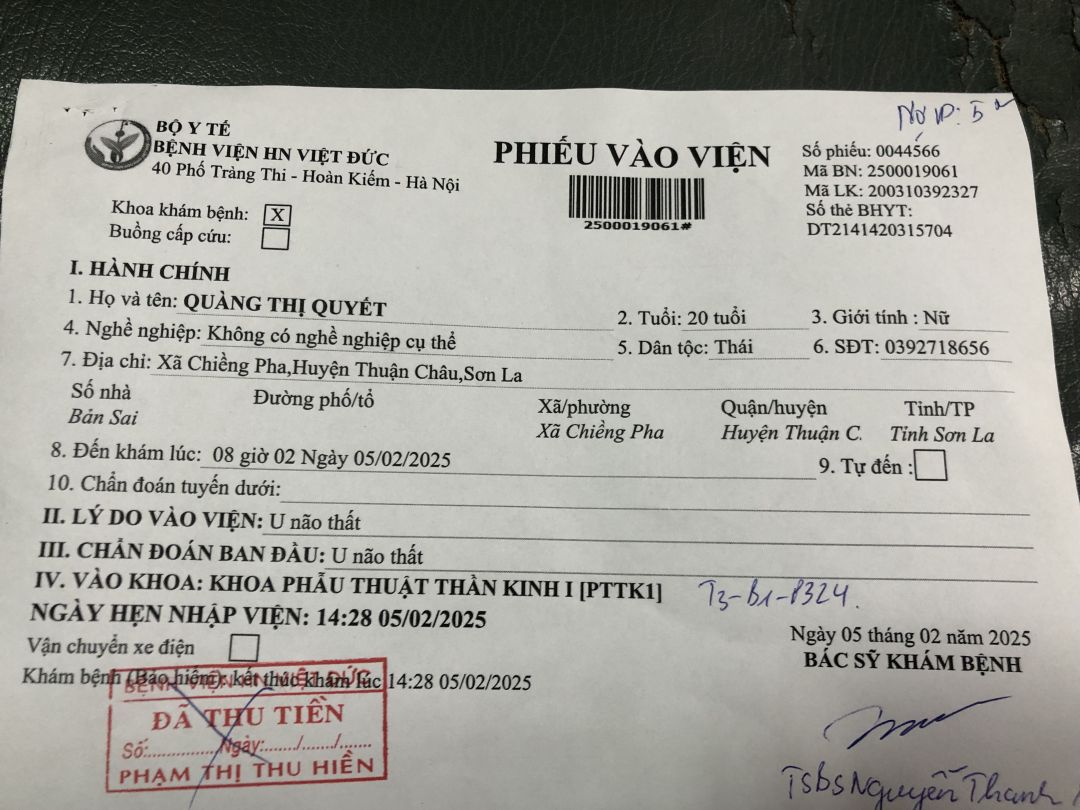 BỘ Y TẾ
BỆNH VIỆN HN VIỆT ĐỨC
40 Phố Tràng Thi - Hoàn Kiếm - Hà Nội
PHIẾU VÀO VIỆN
2500019061#
Số phiếu: 0044566
Mã BN: 2500019061
Mã LK: 200310392327
Số thẻ BHYT:
DT2141420315704
Khoa khám bệnh: X
Buồng cấp cứu:
I. HÀNH CHÍNH
1. Họ và tên: QUÀNG THỊ QUYẾT 2. Tuổi: 20 tuổi 3. Giới tính : Nữ
4. Nghề nghiệp: Không có nghề nghiệp cụ thể 5. Dân tộc: Thái 6. SĐT: 0392718656
7. Địa chỉ: Xã Chiềng Pha,Huyện Thuận Châu,Sơn La
Số nhà Đường phố/tổ Xã/phường Quận/huyện Tỉnh/TP
Bản Sai Xã Chiềng Pha Huyện Thuận C. Tỉnh Sơn La
8. Đến khám lúc: 08 giờ 02 Ngày 05/02/2025 9. Tự đến :
10. Chẩn đoán tuyến dưới:
II. LÝ DO VÀO VIỆN: U não thất
III. CHẨN ĐOÁN BAN ĐẦU: U não thất
IV. VÀO KHOA: KHOA PHẪU THUẬT THẦN KINH I [PTTK1] T3-B1-P324.
NGÀY HẸN NHẬP VIỆN: 14:28 05/02/2025
Vận chuyển xe điện
Ngày 05 tháng 02 năm 2025
BÁC SỸ KHÁM BỆNH
Khám bệnh (Bảo hiểm): kết thúc khám lúc 14:28 05/02/2025
BỆNH VIỆN HN VIỆT ĐỨC
ĐÃ THU TIỀN
Số:.............. Ngày:......./......./......
PHẠM THỊ THU HIỀN
TSBS Nguyễn Thanh